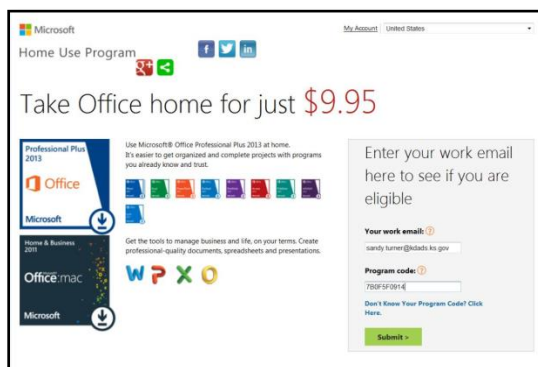 Microsoft
My Account
United States
Home Use Program
Take Office home for just $9.95
Professional Plus
2013
Office
Microsoft
Use Microsoft® Office Professional Plus 2013 at home.
It's easier to get organized and complete projects with programs
you already know and trust.
Home & Business
2011
Office:mac
Microsoft
Get the tools to manage business and life, on your terms. Create
professional-quality documents, spreadsheets and presentations.
W P X O
Enter your work email
here to see if you are
eligible
Your work email: ?
sandy.turner@kdads.ks.gov
Program code: ?
7B0F5F0914
Don't Know Your Program Code? Click
Here.
Submit >